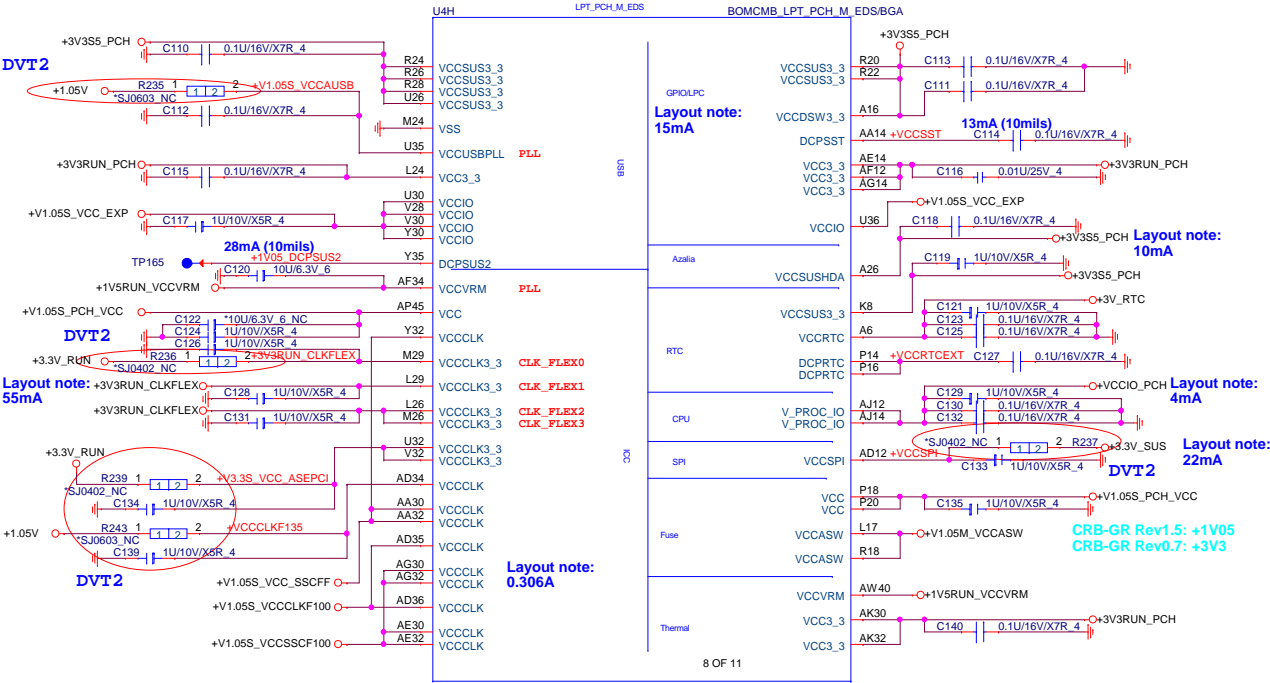 U4H
LPT_PCH_M_EDS
BOMCMB_LPT_PCH_M_EDS/BGA
+3V3S5_PCH
C110 0.1U/16V/X7R_4
DVT2
+1.05V R235 1 1 2 2 +V1.05S_VCCAUSB
*SJ0603_NC
C112 0.1U/16V/X7R_4
+3V3RUN_PCH
C115 0.1U/16V/X7R_4
+V1.05S_VCC_EXP
C117 1U/10V/X5R_4
28mA (10mils)
TP165 +1V05_DCPSUS2
C120 10U/6.3V_6
+1V5RUN_VCCVRM
+V1.05S_PCH_VCC
C122 *10U/6.3V_6_NC
C124 1U/10V/X5R_4
C126 1U/10V/X5R_4
DVT2
+3.3V_RUN R236 1 1 2 2 +3V3RUN_CLKFLEX
*SJ0402_NC
Layout note:
55mA
+3V3RUN_CLKFLEX
C128 1U/10V/X5R_4
+3V3RUN_CLKFLEX
C131 1U/10V/X5R_4
+3.3V_RUN
R239 1 1 2 2 +V3.3S_VCC_ASEPCI
*SJ0402_NC
C134 1U/10V/X5R_4
+1.05V R243 1 1 2 2 +VCCCLKF135
*SJ0603_NC
C139 1U/10V/X5R_4
DVT2
+V1.05S_VCC_SSCFF
+V1.05S_VCCCLKF100
+V1.05S_VCCSSCF100
R24 VCCSUS3_3
R26 VCCSUS3_3
R28 VCCSUS3_3
U26 VCCSUS3_3
M24 VSS
U35 VCCUSBPLL PLL
L24 VCC3_3
U30 VCCIO
V28 VCCIO
V30 VCCIO
Y30 VCCIO
Y35 DCPSUS2
AF34 VCCVRM PLL
AP45 VCC
Y32 VCCCLK
M29 VCCCLK3_3 CLK_FLEX0
L29 VCCCLK3_3 CLK_FLEX1
L26 VCCCLK3_3 CLK_FLEX2
M26 VCCCLK3_3 CLK_FLEX3
U32 VCCCLK3_3
V32 VCCCLK3_3
AD34 VCCCLK
AA30 VCCCLK
AA32 VCCCLK
AD35 VCCCLK
AG30 VCCCLK
AG32 VCCCLK
AD36 VCCCLK
AE30 VCCCLK
AE32 VCCCLK
Layout note:
0.306A
USB
ICC
GPIO/LPC
Layout note:
15mA
Azalia
RTC
CPU
SPI
Fuse
Thermal
8 OF 11
VCCSUS3_3 R20
VCCSUS3_3 R22
VCCDSW3_3 A16
DCPSST AA14 +VCCSST
VCC3_3 AE14
VCC3_3 AF12
VCC3_3 AG14
VCCIO U36
VCCSUSHDA A26
VCCSUS3_3 K8
VCCRTC A6
DCPRTC P14 +VCCRTCEXT
DCPRTC P16
V_PROC_IO AJ12
V_PROC_IO AJ14
VCCSPI AD12 +VCCSPI
VCC P18
VCC P20
VCCASW L17
VCCASW R18
VCCVRM AW40
VCC3_3 AK30
VCC3_3 AK32
+3V3S5_PCH
C113 0.1U/16V/X7R_4
C111 0.1U/16V/X7R_4
13mA (10mils)
C114 0.1U/16V/X7R_4
+3V3RUN_PCH
C116 0.01U/25V_4
+V1.05S_VCC_EXP
C118 0.1U/16V/X7R_4
+3V3S5_PCH
Layout note:
10mA
C119 1U/10V/X5R_4
+3V3S5_PCH
+3V_RTC
C121 1U/10V/X5R_4
C123 0.1U/16V/X7R_4
C125 0.1U/16V/X7R_4
C127 0.1U/16V/X7R_4
+VCCIO_PCH
Layout note:
4mA
C129 1U/10V/X5R_4
C130 0.1U/16V/X7R_4
C132 0.1U/16V/X7R_4
*SJ0402_NC 1 1 2 2 R237 +3.3V_SUS
C133 1U/10V/X5R_4
Layout note:
22mA
DVT2
+V1.05S_PCH_VCC
C135 1U/10V/X5R_4
+V1.05M_VCCASW
CRB-GR Rev1.5: +1V05
CRB-GR Rev0.7: +3V3
+1V5RUN_VCCVRM
+3V3RUN_PCH
C140 0.1U/16V/X7R_4